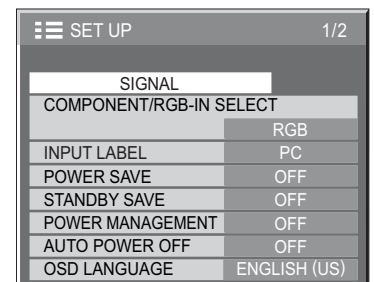 SET UP 1/2
SIGNAL
COMPONENT/RGB-IN SELECT
RGB
INPUT LABEL PC
POWER SAVE OFF
STANDBY SAVE OFF
POWER MANAGEMENT OFF
AUTO POWER OFF OFF
OSD LANGUAGE ENGLISH (US)